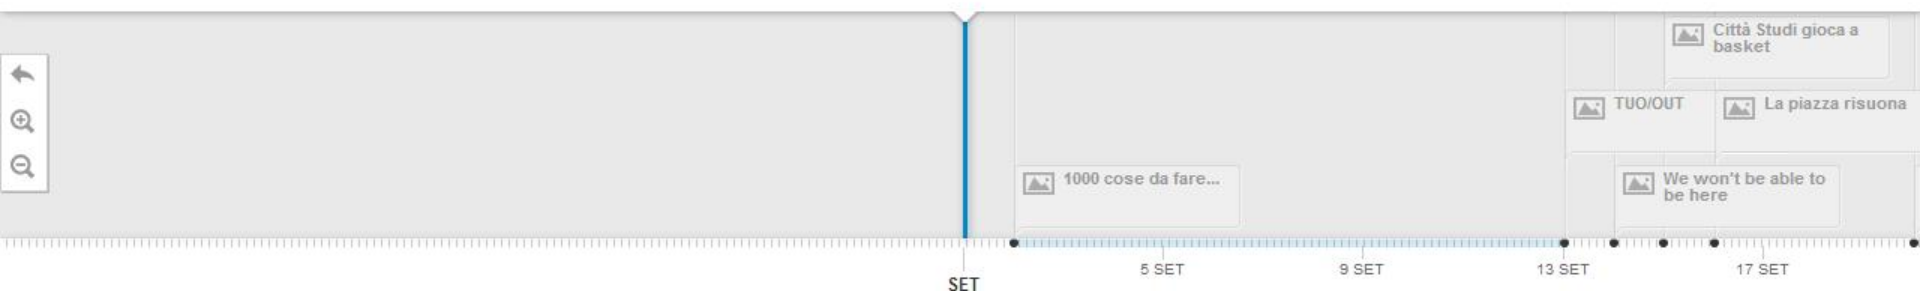 Città Studi gioca a
basket
TUO/OUT
La piazza risuona
1000 cose da fare...
We won't be able to
be here
5 SET
9 SET
13 SET
17 SET
SET